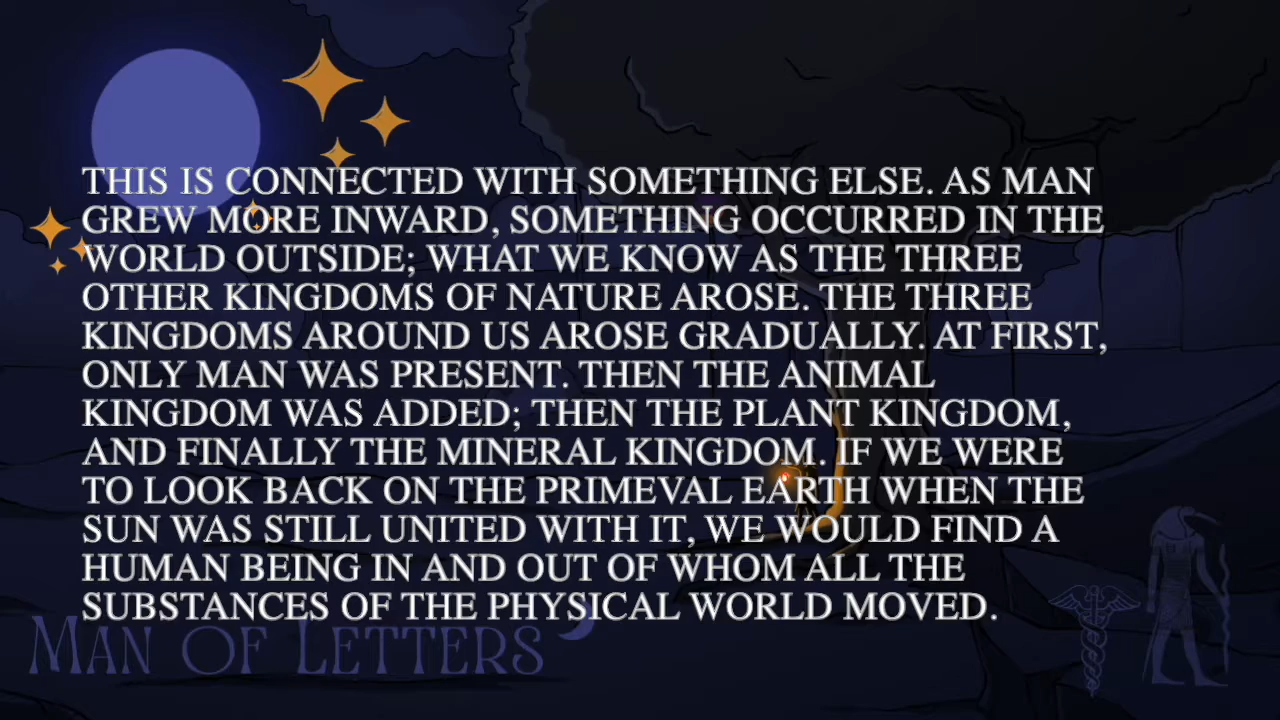 THIS IS CONNECTED WITH SOMETHING ELSE. AS MAN
GREW MORE INWARD, SOMETHING OCCURRED IN THE
WORLD OUTSIDE; WHAT WE KNOW AS THE THREE
OTHER KINGDOMS OF NATURE AROSE. THE THREE
KINGDOMS AROUND US AROSE GRADUALLY. AT FIRST,
ONLY MAN WAS PRESENT. THEN THE ANIMAL
KINGDOM WAS ADDED; THEN THE PLANT KINGDOM,
AND FINALLY THE MINERAL KINGDOM. IF WE WERE
TO LOOK BACK ON THE PRIMEVAL EARTH WHEN THE
SUN WAS STILL UNITED WITH IT, WE WOULD FIND A
HUMAN BEING IN AND OUT OF WHOM ALL THE
SUBSTANCES OF THE PHYSICAL WORLD MOVED.
MAN OF LETTERS